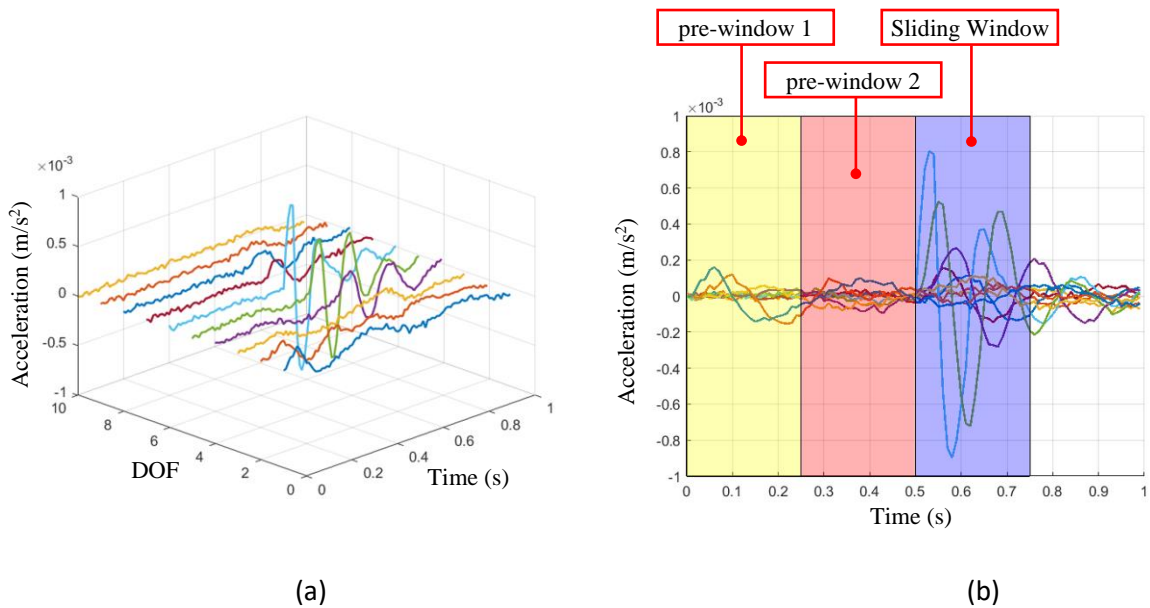 ×10⁻³
1
0.5
0
-0.5
-1
Acceleration (m/s²)
10
8
6
4
2
0
DOF
0
0.2
0.4
0.6
0.8
1
Time (s)
(a)
pre-window 1
Sliding Window
pre-window 2
×10⁻³
1
0.8
0.6
0.4
0.2
0
-0.2
-0.4
-0.6
-0.8
-1
Acceleration (m/s²)
0 0.1 0.2 0.3 0.4 0.5 0.6 0.7 0.8 0.9 1
Time (s)
(b)